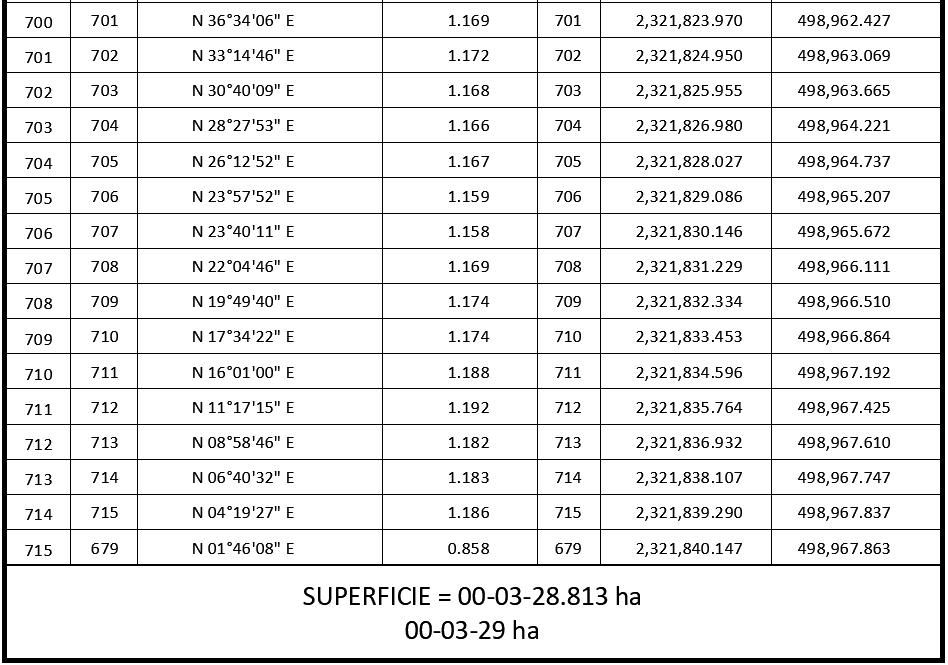 700 701 N 36°34'06" E 1.169 701 2,321,823.970 498,962.427
701 702 N 33°14'46" E 1.172 702 2,321,824.950 498,963.069
702 703 N 30°40'09" E 1.168 703 2,321,825.955 498,963.665
703 704 N 28°27'53" E 1.166 704 2,321,826.980 498,964.221
704 705 N 26°12'52" E 1.167 705 2,321,828.027 498,964.737
705 706 N 23°57'52" E 1.159 706 2,321,829.086 498,965.207
706 707 N 23°40'11" E 1.158 707 2,321,830.146 498,965.672
707 708 N 22°04'46" E 1.169 708 2,321,831.229 498,966.111
708 709 N 19°49'40" E 1.174 709 2,321,832.334 498,966.510
709 710 N 17°34'22" E 1.174 710 2,321,833.453 498,966.864
710 711 N 16°01'00" E 1.188 711 2,321,834.596 498,967.192
711 712 N 11°17'15" E 1.192 712 2,321,835.764 498,967.425
712 713 N 08°58'46" E 1.182 713 2,321,836.932 498,967.610
713 714 N 06°40'32" E 1.183 714 2,321,838.107 498,967.747
714 715 N 04°19'27" E 1.186 715 2,321,839.290 498,967.837
715 679 N 01°46'08" E 0.858 679 2,321,840.147 498,967.863
SUPERFICIE = 00-03-28.813 ha
00-03-29 ha